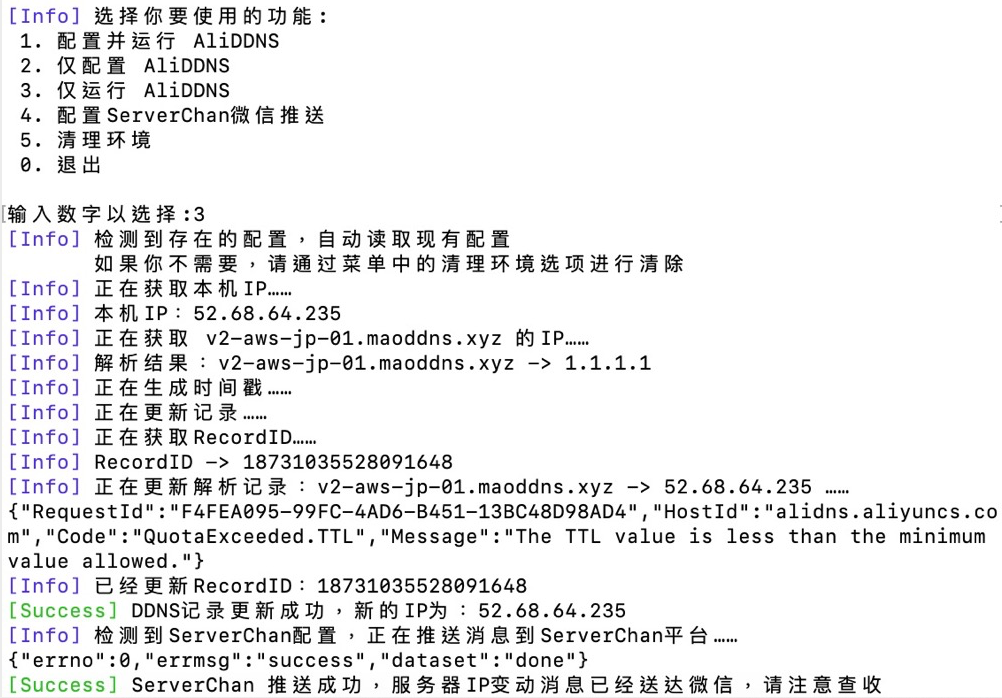 [Info] 选择你要使用的功能：
1. 配置并运行 AliDDNS
2. 仅配置 AliDDNS
3. 仅运行 AliDDNS
4. 配置ServerChan微信推送
5. 清理环境
0. 退出
输入数字以选择:3
[Info] 检测到存在的配置，自动读取现有配置
如果你不需要，请通过菜单中的清理环境选项进行清除
[Info] 正在获取本机IP……
[Info] 本机IP：52.68.64.235
[Info] 正在获取 v2-aws-jp-01.maoddns.xyz 的IP……
[Info] 解析结果：v2-aws-jp-01.maoddns.xyz -> 1.1.1.1
[Info] 正在生成时间戳……
[Info] 正在更新记录……
[Info] 正在获取RecordID……
[Info] RecordID -> 18731035528091648
[Info] 正在更新解析记录：v2-aws-jp-01.maoddns.xyz -> 52.68.64.235 ……
{"RequestId":"F4FEA095-99FC-4AD6-B451-13BC48D98AD4","HostId":"alidns.aliyuncs.co
m","Code":"QuotaExceeded.TTL","Message":"The TTL value is less than the minimum
value allowed."}
[Info] 已经更新RecordID：18731035528091648
[Success] DDNS记录更新成功，新的IP为：52.68.64.235
[Info] 检测到ServerChan配置，正在推送消息到ServerChan平台……
{"errno":0,"errmsg":"success","dataset":"done"}
[Success] ServerChan 推送成功，服务器IP变动消息已经送达微信，请注意查收